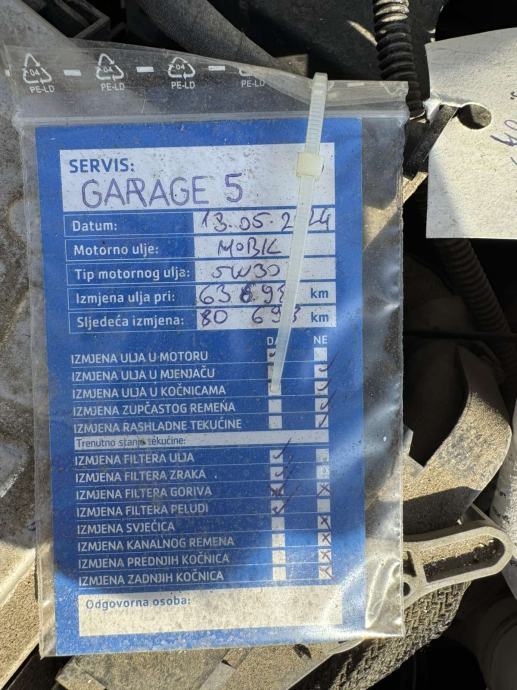 04 04 04
PE-LD PE-LD PE-LD PE-LD
SERVIS:
GARAGE 5
Datum:
Motorno ulje:
Tip motornog ulja: 5W30
Izmjena ulja pri: km
Sljedeća izmjena: km
NE
IZMJENA ULJA U MOTORU
IZMJENA ULJA U MJENJAČU
IZMJENA ULJA U KOČNICAMA
IZMJENA ZUPČASTOG REMENA
IZMJENA RASHLADNE TEKUĆINE
Trenutno stanje tekućine:
IZMJENA FILTERA ULJA
IZMJENA FILTERA ZRAKA
IZMJENA FILTERA GORIVA
IZMJENA FILTERA PELUDI
IZMJENA SVJEĆICA
IZMJENA KANALNOG REMENA
IZMJENA PREDNJIH KOČNICA
IZMJENA ZADNJIH KOČNICA
Odgovorna osoba: